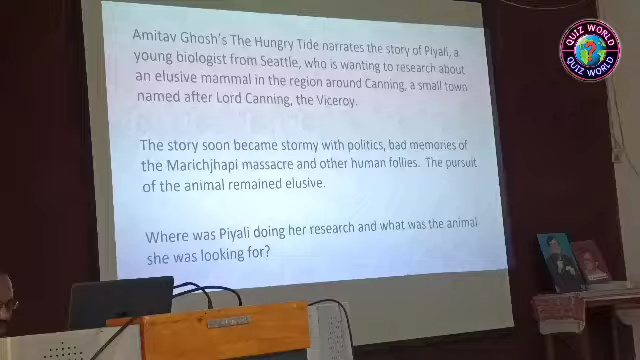 Amitav Ghosh's The Hungry Tide narrates the story of Piyali, a
young biologist from Seattle, who is wanting to research about
an elusive mammal in the region around Canning, a small town
named after Lord Canning, the Viceroy.
The story soon became stormy with politics, bad memories of
the Marichjhapi massacre and other human follies. The pursuit
of the animal remained elusive.
Where was Piyali doing her research and what was the animal
she was looking for?
QUIZ WORLD
QUIZ WORLD